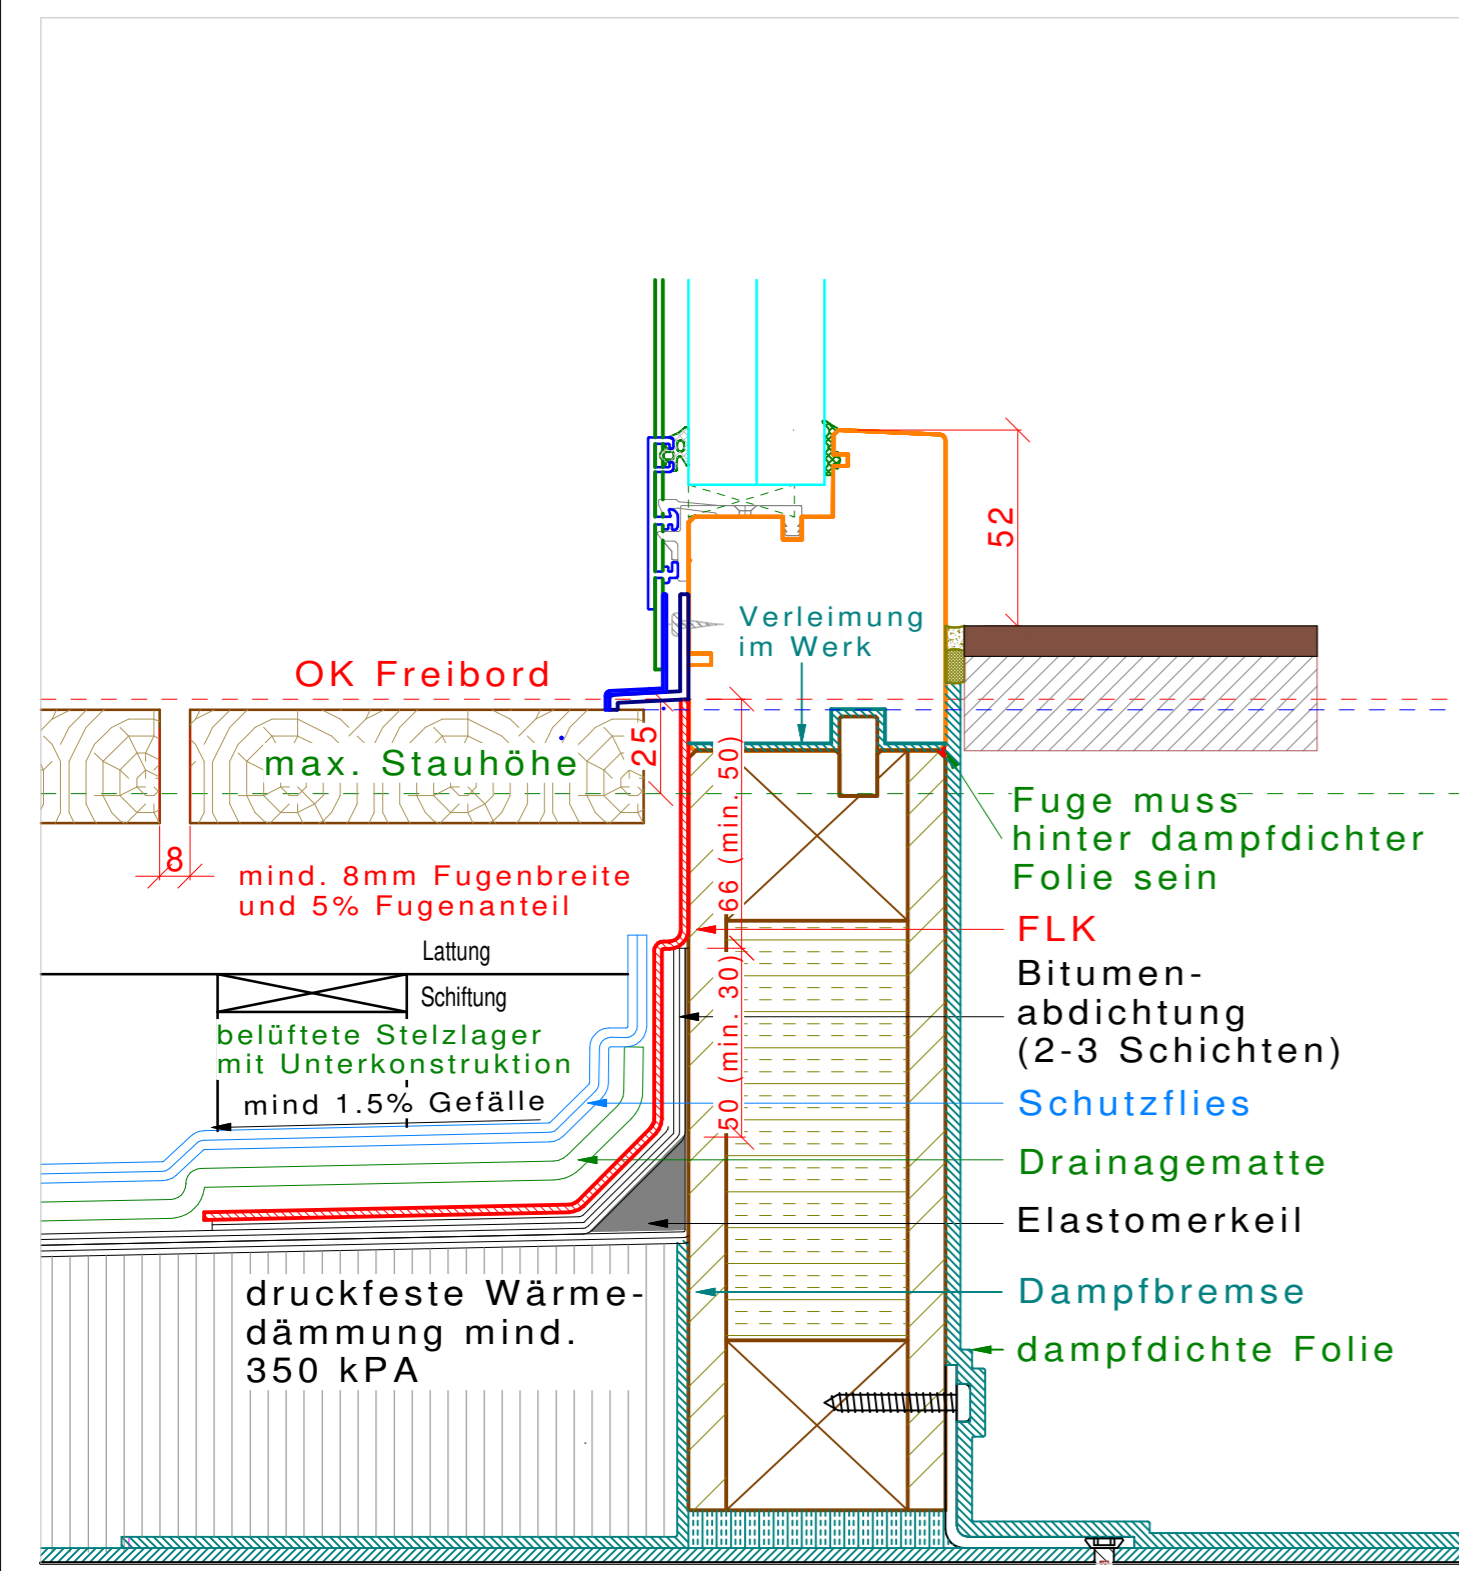 52
Verleimung
im Werk
OK Freibord
25
max. Stauhöhe
66 (min. 50)
8
mind. 8mm Fugenbreite
und 5% Fugenanteil
Fuge muss
hinter dampfdichter
Folie sein
FLK
Lattung
Schiftung
50 (min. 30)
Bitumen-
abdichtung
(2-3 Schichten)
belüftete Stelzlager
mit Unterkonstruktion
mind 1.5% Gefälle
Schutzflies
Drainagematte
Elastomerkeil
druckfeste Wärme-
dämmung mind.
350 kPA
Dampfbremse
dampfdichte Folie